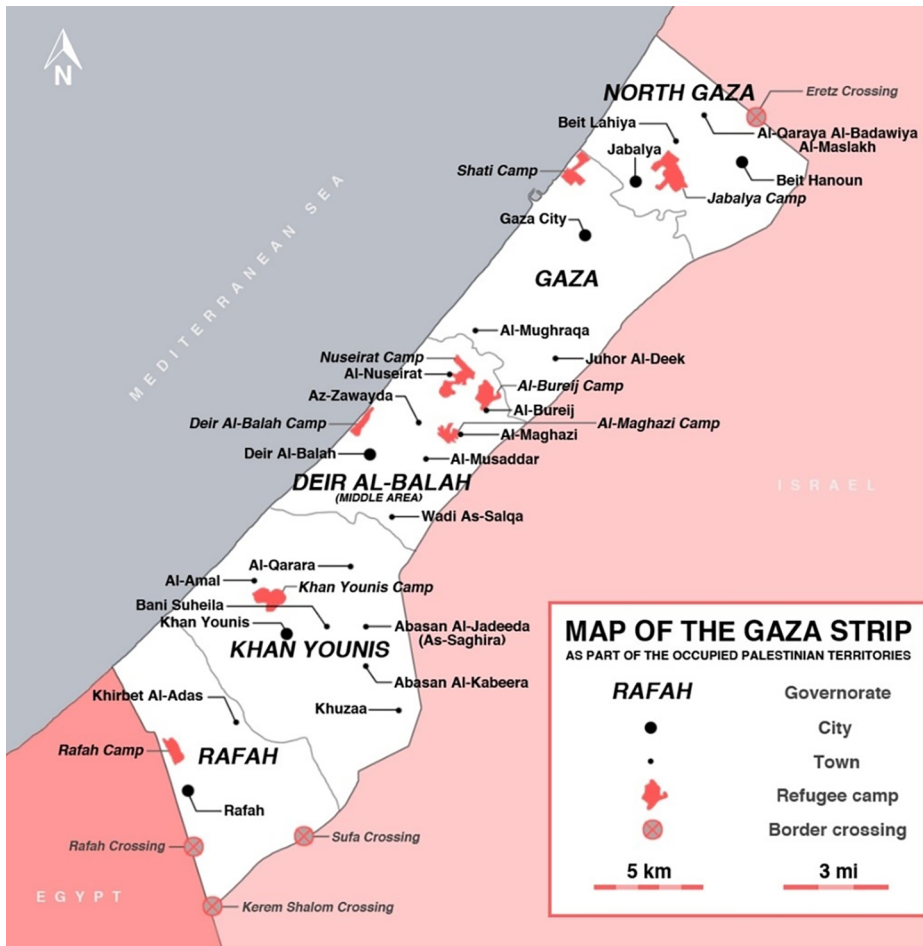 N
NORTH GAZA
Eretz Crossing
Beit Lahiya
Al-Qaraya Al-Badawiya
Al-Maslakh
Jabalya
Shati Camp
Beit Hanoun
Jabalya Camp
Gaza City
MEDITERRANEAN SEA
GAZA
Al-Mughraqa
Nuseirat Camp
Juhor Al-Deek
Al-Nuseirat
Al-Bureij Camp
Az-Zawayda
Al-Bureij
Deir Al-Balah Camp
Al-Maghazi Camp
Al-Maghazi
Deir Al-Balah
Al-Musaddar
DEIR AL-BALAH
(MIDDLE AREA)
ISRAEL
Wadi As-Salqa
Al-Qarara
Al-Amal
Khan Younis Camp
Bani Suheila
Khan Younis
Abasan Al-Jadeeda
(As-Saghira)
KHAN YOUNIS
Abasan Al-Kabeera
Khirbet Al-Adas
Khuzaa
Rafah Camp
RAFAH
Rafah
Sufa Crossing
Rafah Crossing
EGYPT
Kerem Shalom Crossing
MAP OF THE GAZA STRIP
AS PART OF THE OCCUPIED PALESTINIAN TERRITORIES
RAFAH Governorate
City
Town
Refugee camp
Border crossing
5 km 3 mi